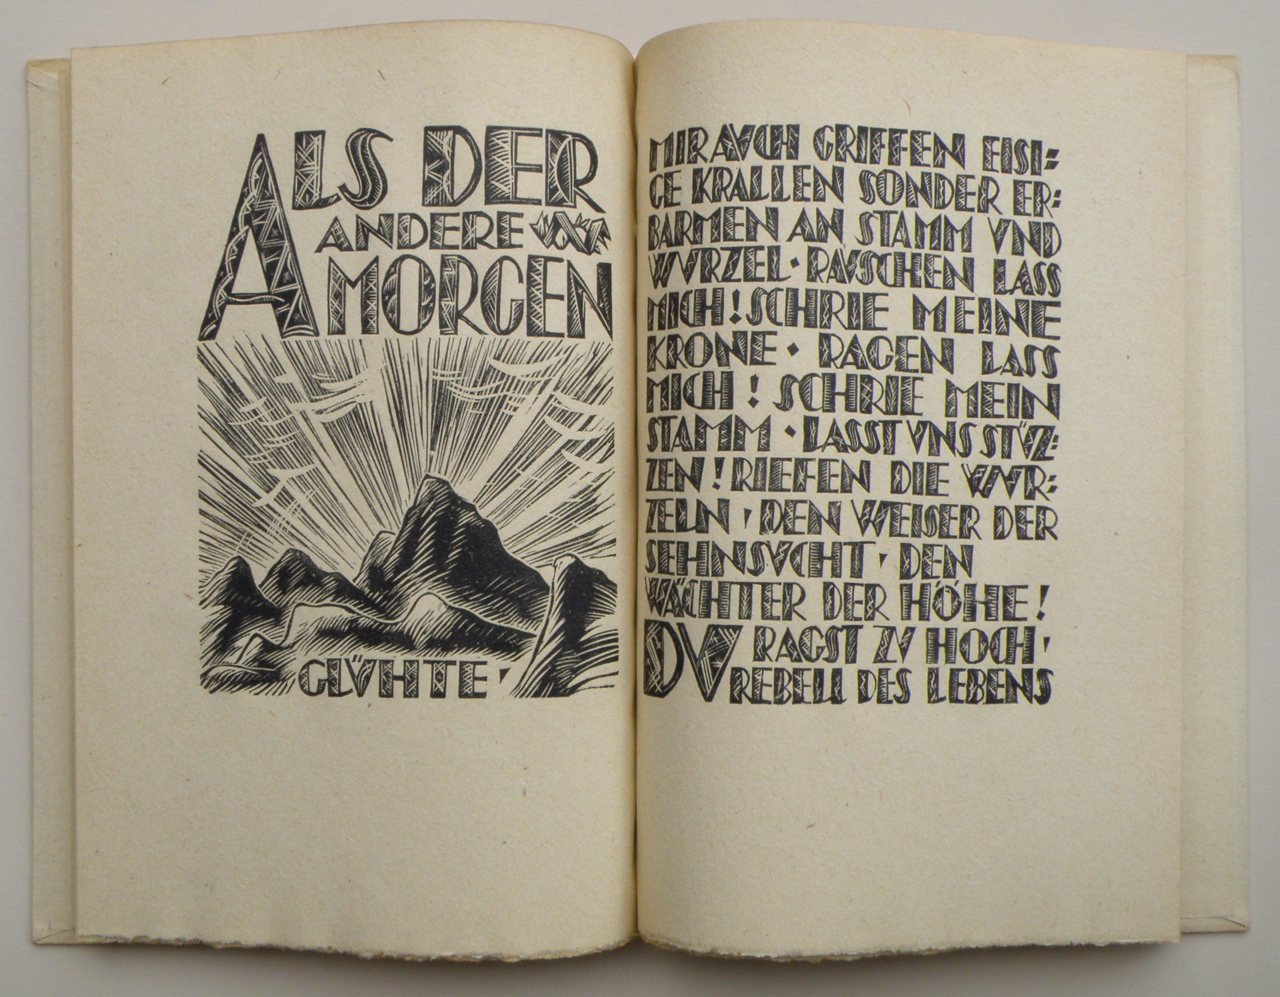 ALS DER
ANDERE
MORGEN
GLÜHTE,
MIR AUCH GRIFFEN EISI=
GE KRALLEN SONDER ER=
BARMEN AN STAMM UND
WURZEL · RAUSCHEN LASS
MICH! SCHRIE MEINE
KRONE · RAGEN LASS
MICH! SCHRIE MEIN
STAMM · LASST UNS STÜZ=
ZEN! RIEFEN DIE WUR=
ZELN, DEN WEISER DER
SEHNSUCHT, DEN
WÄCHTER DER HÖHE!
DU RAGST ZU HOCH,
REBELL DES LEBENS